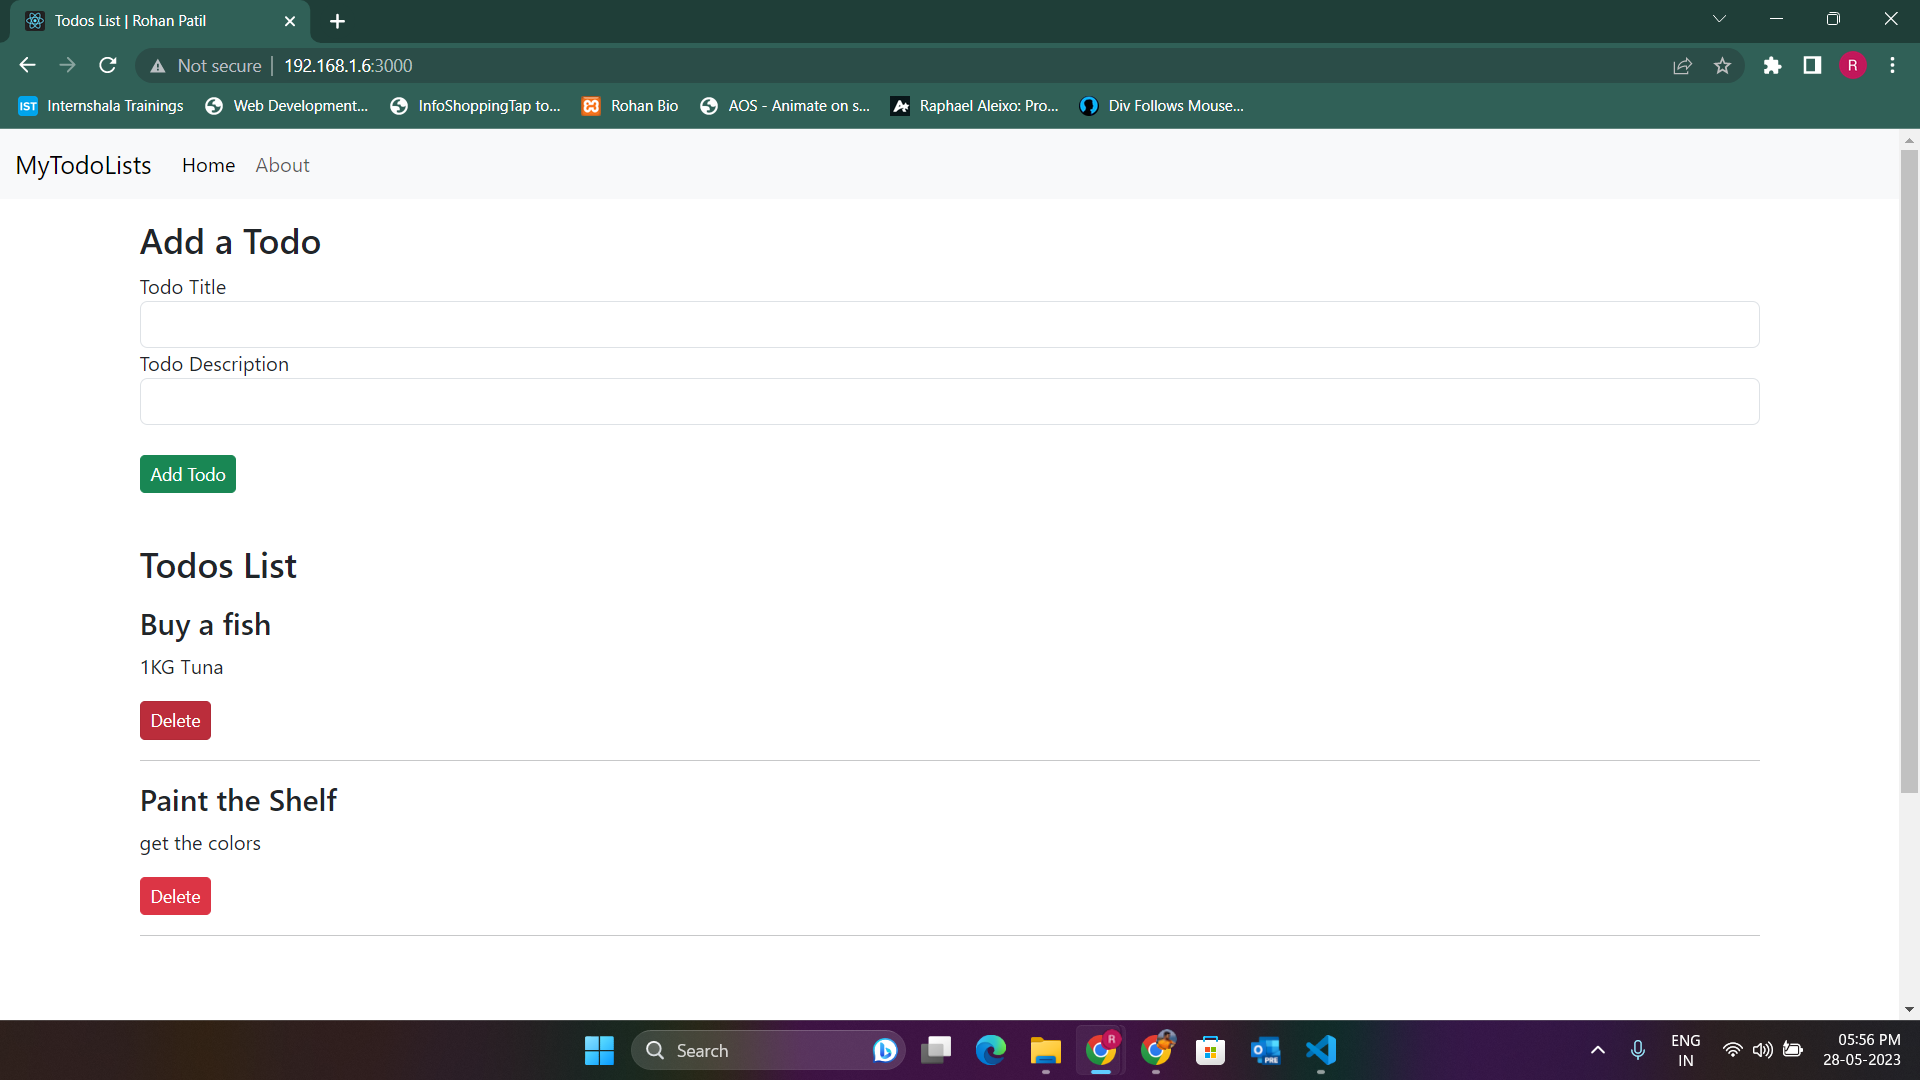 Todos List | Rohan Patil
Not secure | 192.168.1.6:3000
R
IST Internshala Trainings Web Development... InfoShoppingTap to... Rohan Bio AOS - Animate on s... Raphael Aleixo: Pro... Div Follows Mouse...
MyTodoLists Home About
Add a Todo
Todo Title
Todo Description
Add Todo
Todos List
Buy a fish
1KG Tuna
Delete
Paint the Shelf
get the colors
Delete
Search
R
PRE
ENG
IN
05:56 PM
28-05-2023